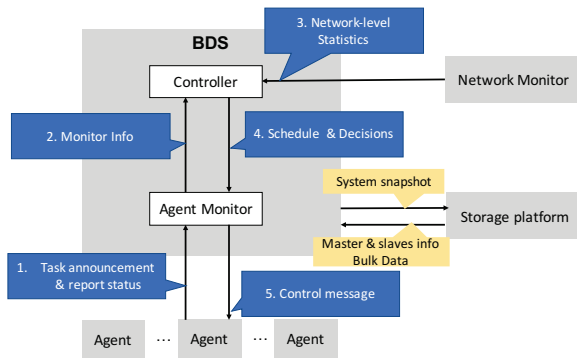 3. Network-level
Statistics
BDS
Controller
Network Monitor
2. Monitor Info
4. Schedule & Decisions
System snapshot
Agent Monitor
Storage platform
Master & slaves info
Bulk Data
1. Task announcement
& report status
5. Control message
Agent ... Agent ... Agent